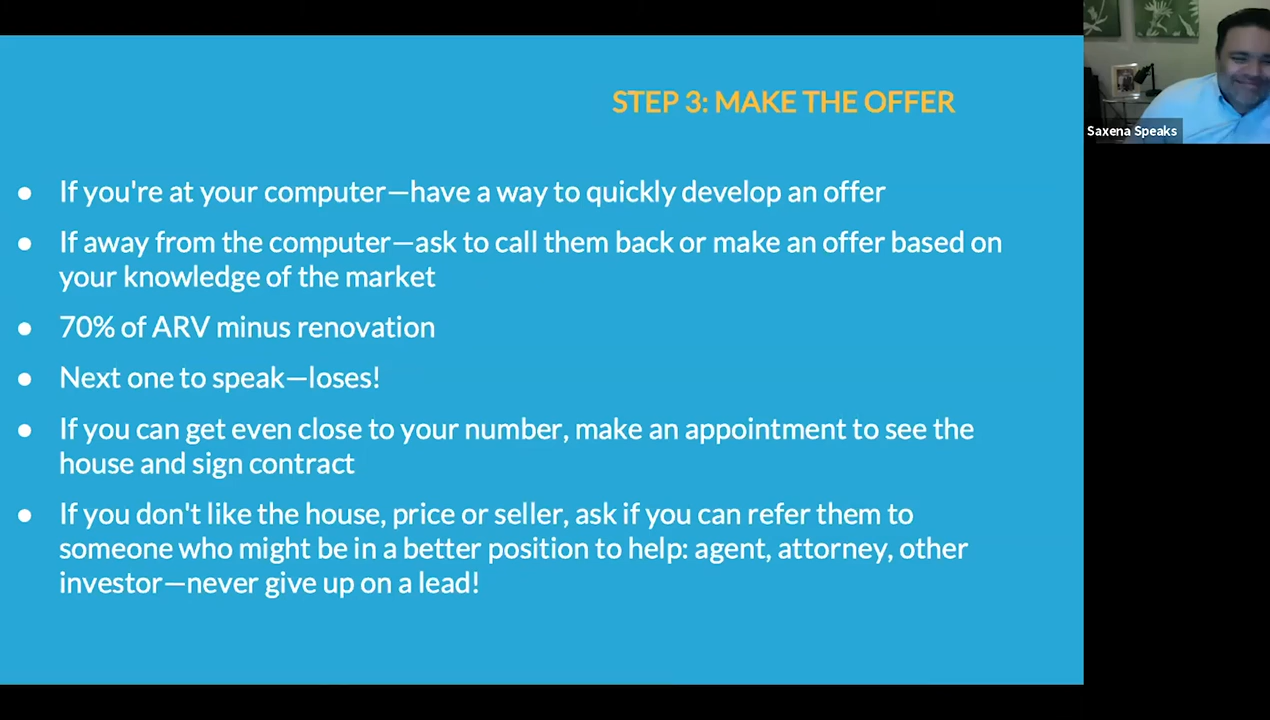 STEP 3: MAKE THE OFFER
Saxena Speaks
● If you're at your computer—have a way to quickly develop an offer
● If away from the computer—ask to call them back or make an offer based on
your knowledge of the market
● 70% of ARV minus renovation
● Next one to speak—loses!
● If you can get even close to your number, make an appointment to see the
house and sign contract
● If you don't like the house, price or seller, ask if you can refer them to
someone who might be in a better position to help: agent, attorney, other
investor—never give up on a lead!